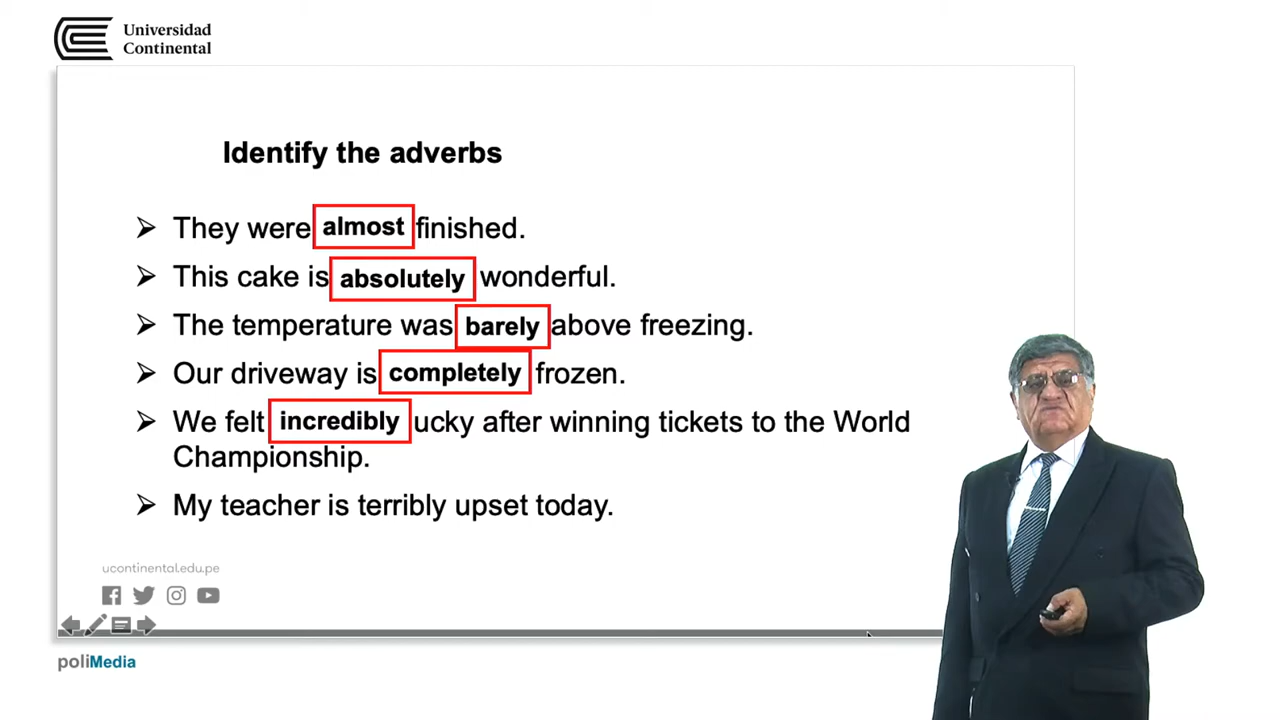 Universidad
Continental
Identify the adverbs
They were almost finished.
This cake is absolutely wonderful.
The temperature was barely above freezing.
Our driveway is completely frozen.
We felt incredibly ucky after winning tickets to the World
Championship.
My teacher is terribly upset today.
ucontinental.edu.pe
poliMedia